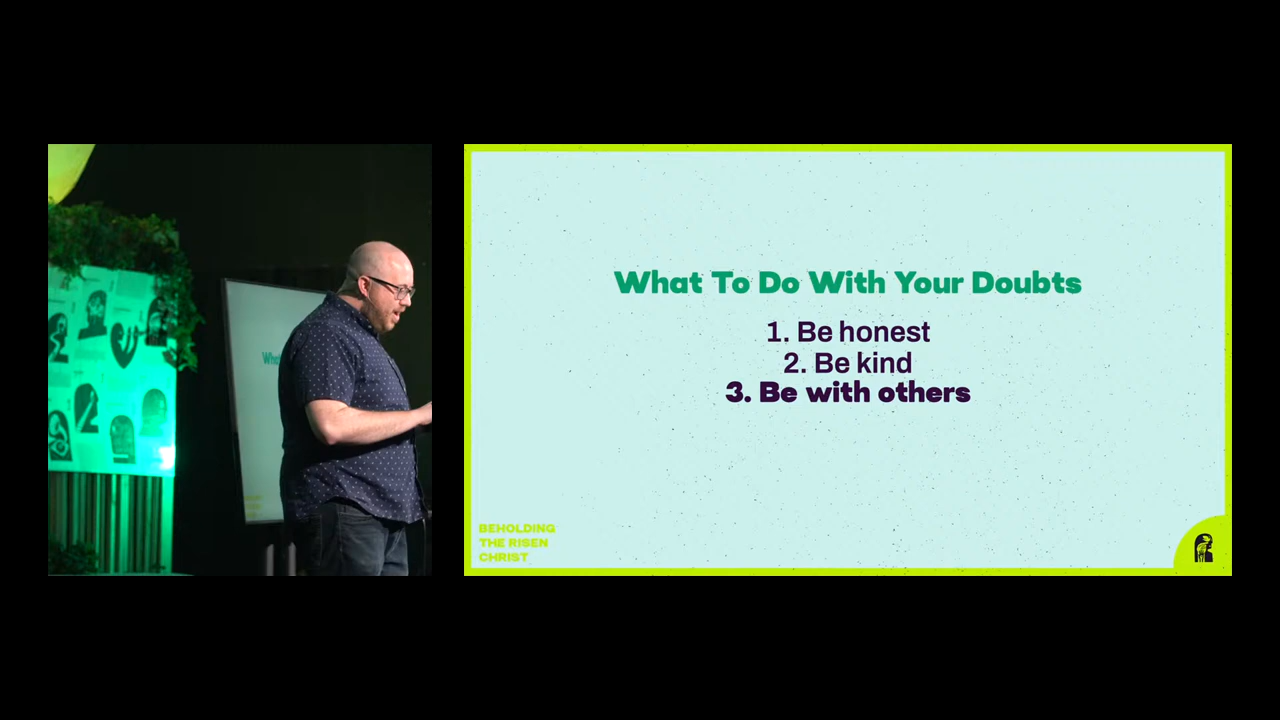 What To Do With Your Doubts
1. Be honest
2. Be kind
3. Be with others
BEHOLDING
THE RISEN
CHRIST